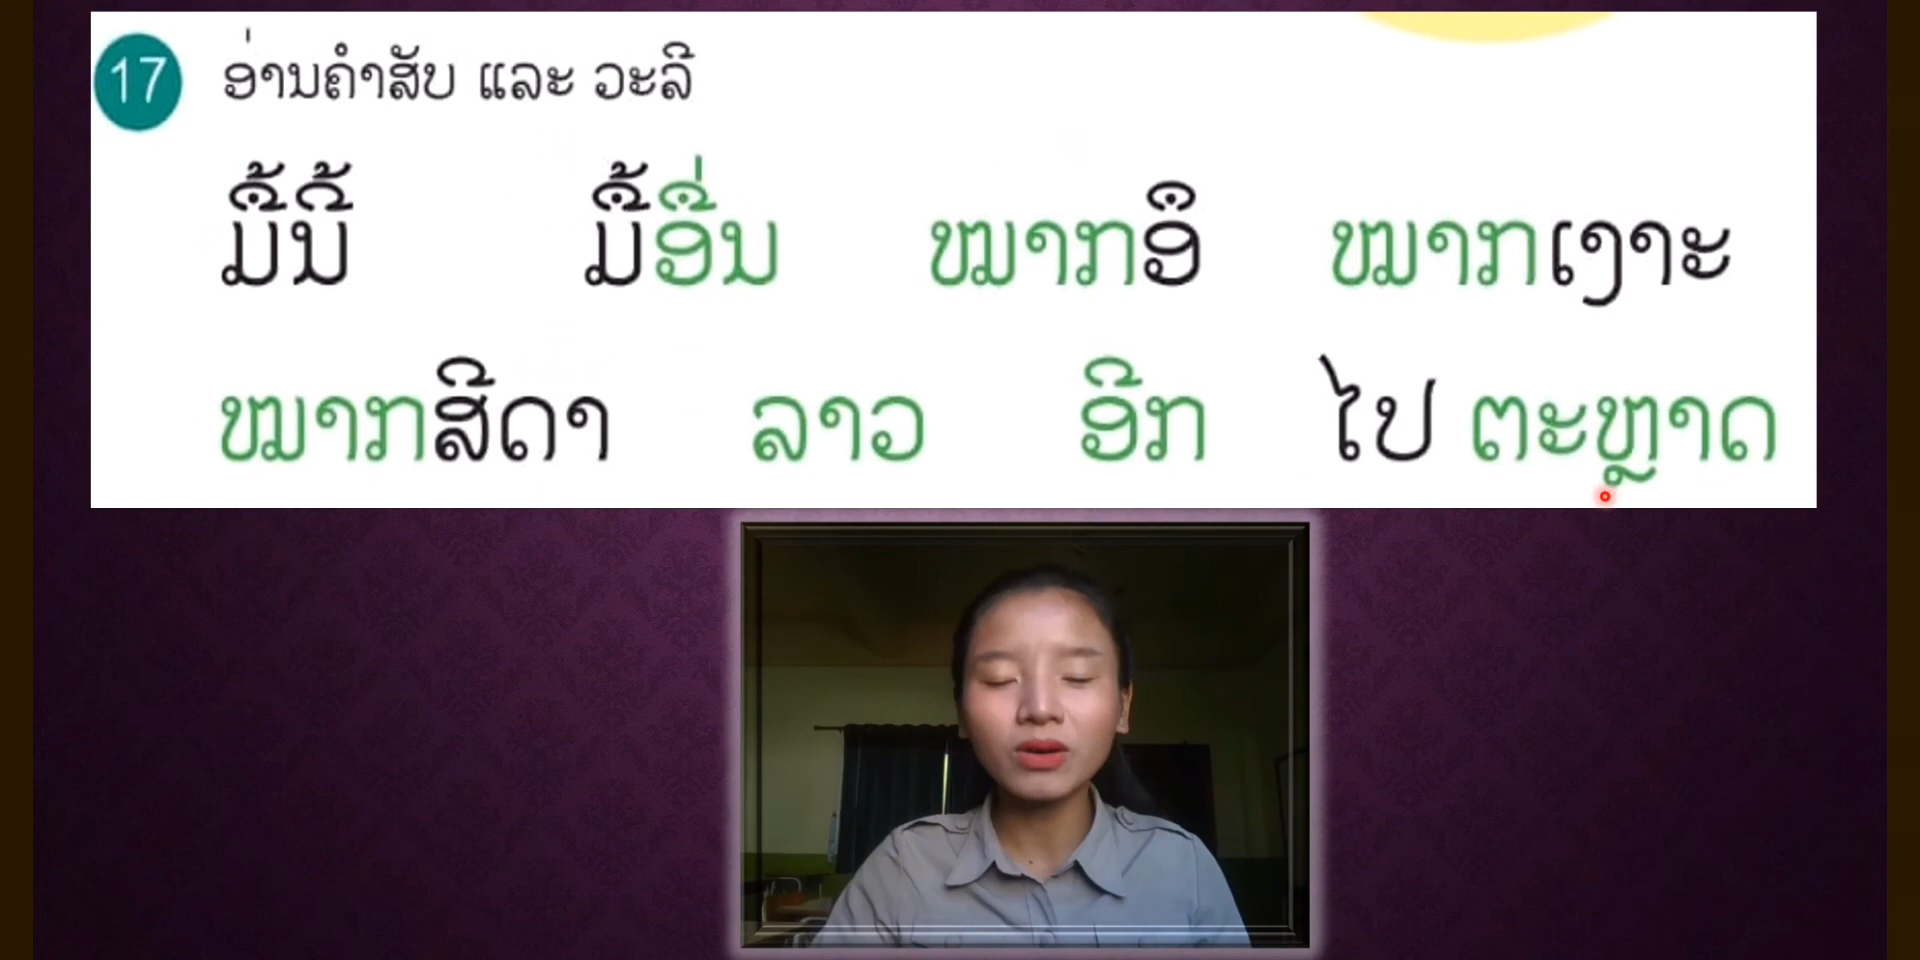 17 ອ່ານຄຳສັບ ແລະ ວະລີ
ມື້ນີ້ ມື້ອື່ນ ໝາກອຶ ໝາກເງາະ
ໝາກສີດາ ລາວ ອີກ ໄປ ຕະຫຼາດ